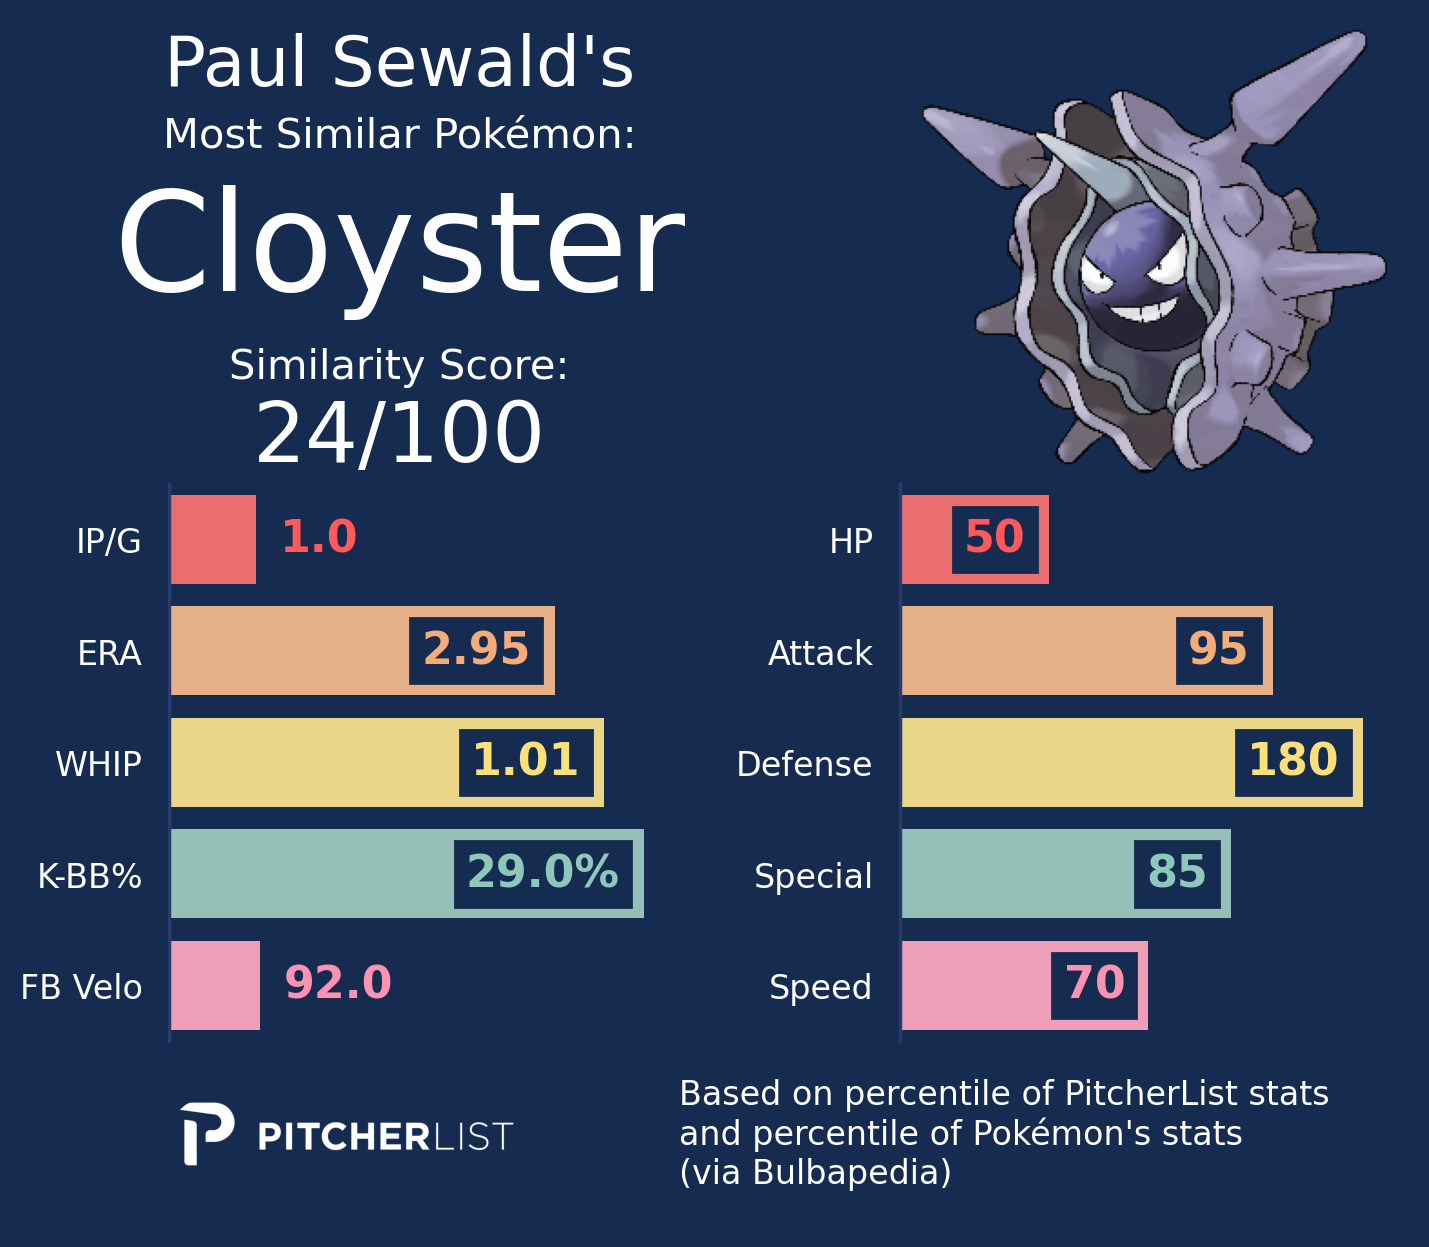 Paul Sewald's
Most Similar Pokémon:
Cloyster
Similarity Score:
24/100
IP/G 1.0
ERA 2.95
WHIP 1.01
K-BB% 29.0%
FB Velo 92.0
HP 50
Attack 95
Defense 180
Special 85
Speed 70
PITCHERLIST
Based on percentile of PitcherList stats
and percentile of Pokémon's stats
(via Bulbapedia)